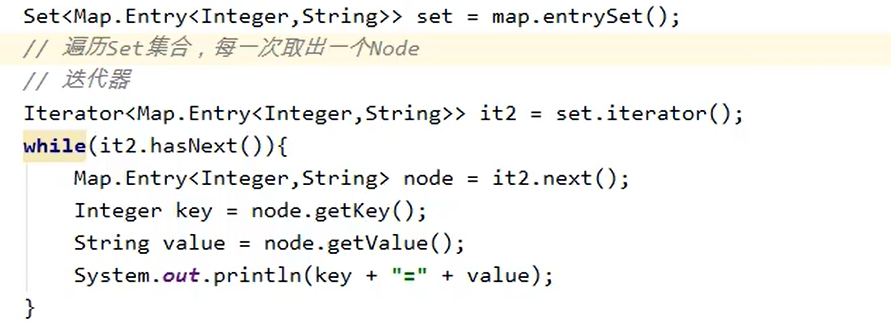 Set<Map.Entry<Integer,String>> set = map.entrySet();
// 遍历Set集合，每一次取出一个Node
// 迭代器
Iterator<Map.Entry<Integer,String>> it2 = set.iterator();
while(it2.hasNext()){
    Map.Entry<Integer,String> node = it2.next();
    Integer key = node.getKey();
    String value = node.getValue();
    System.out.println(key + "=" + value);
}